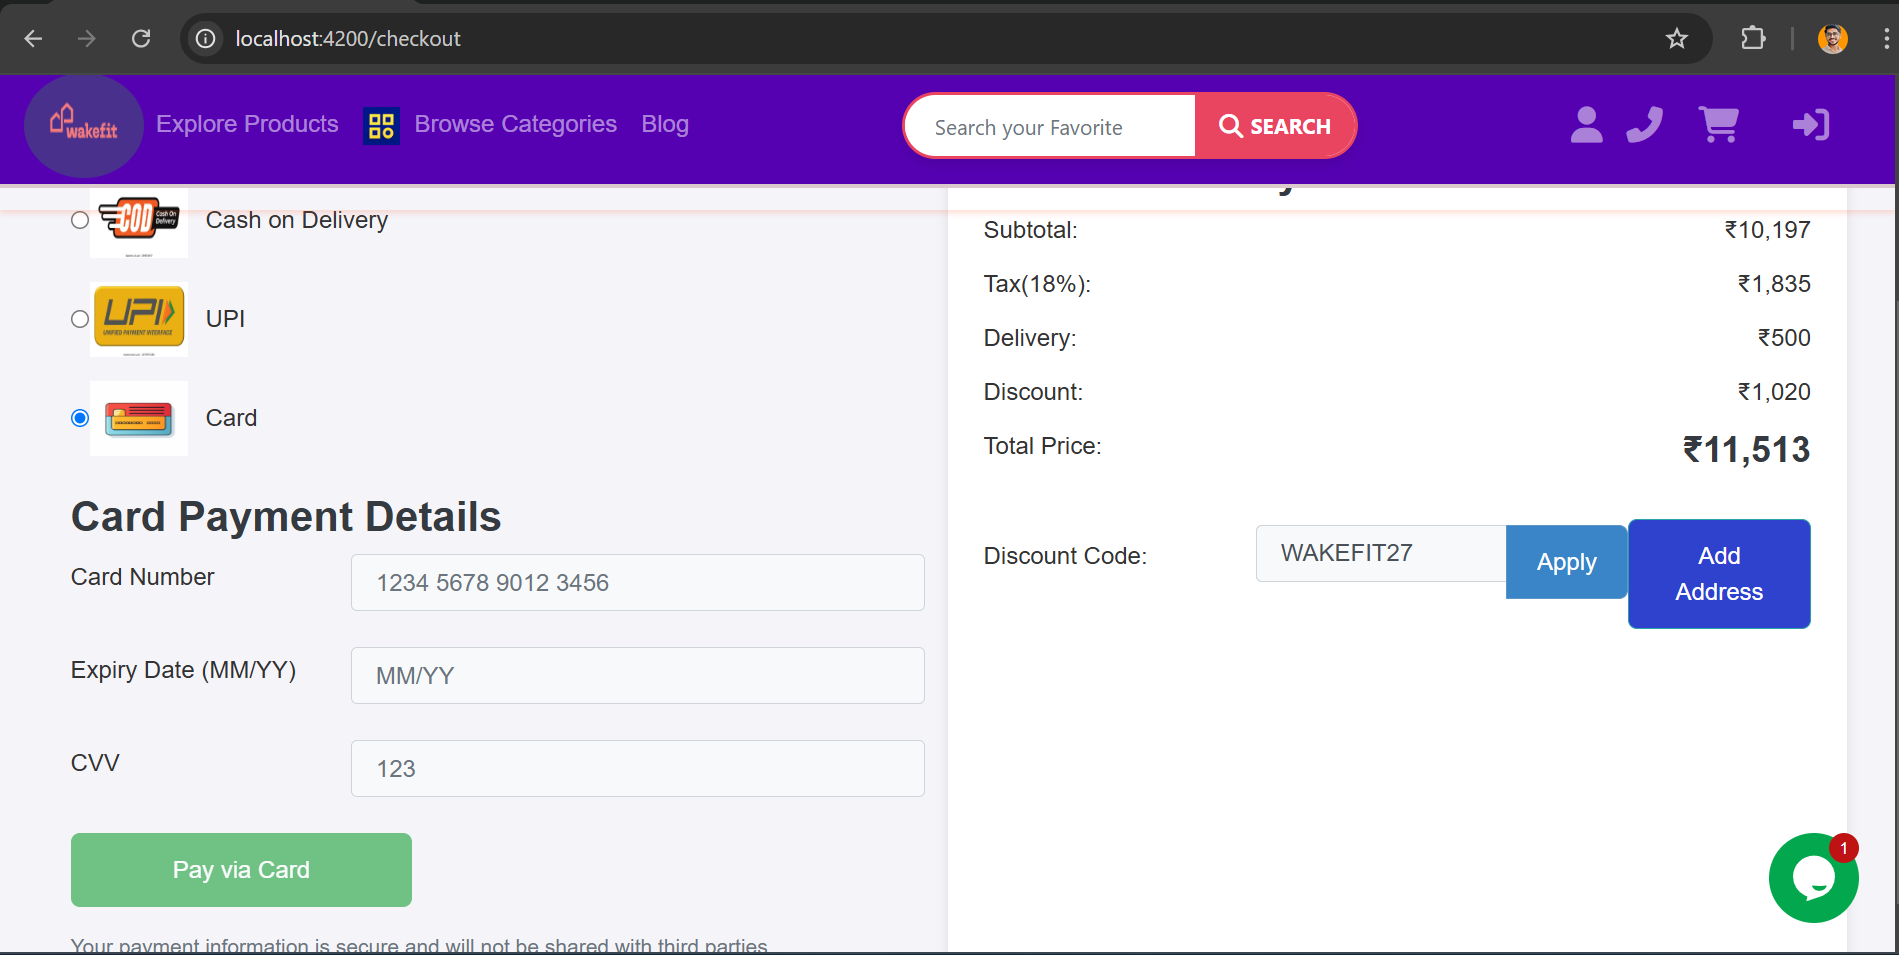 localhost:4200/checkout
wakefit
Explore Products
Browse Categories
Blog
Search your Favorite
SEARCH
COD Cash On Delivery
Cash on Delivery
UPI
UNIFIED PAYMENT INTERFACE
UPI
Card
Card Payment Details
Card Number
1234 5678 9012 3456
Expiry Date (MM/YY)
MM/YY
CVV
123
Pay via Card
Your payment information is secure and will not be shared with third parties
Subtotal: ₹10,197
Tax(18%): ₹1,835
Delivery: ₹500
Discount: ₹1,020
Total Price: ₹11,513
Discount Code:
WAKEFIT27
Apply
Add
Address
1